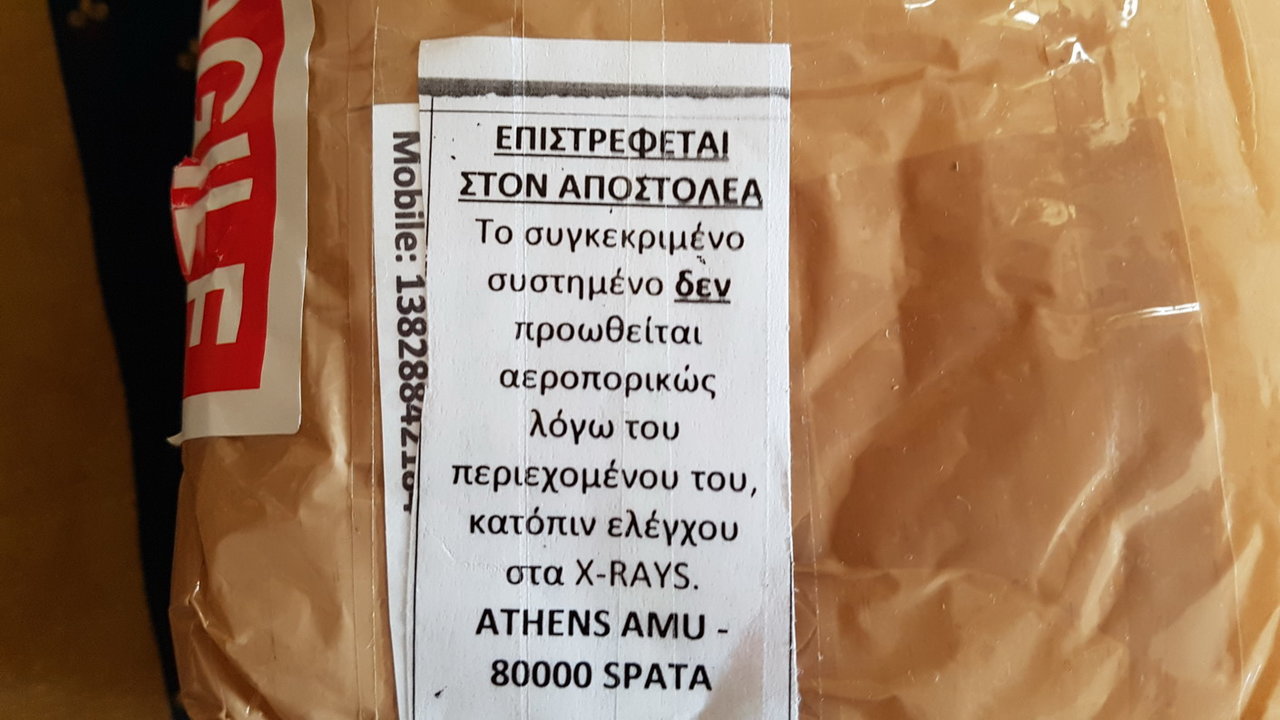 ΕΠΙΣΤΡΕΦΕΤΑΙ
ΣΤΟΝ ΑΠΟΣΤΟΛΕΑ
Το συγκεκριμένο
συστημένο δεν
προωθείται
αεροπορικώς
λόγω του
περιεχομένου του,
κατόπιν ελέγχου
στα X-RAYS.
ATHENS AMU -
80000 SPATA
Mobile: